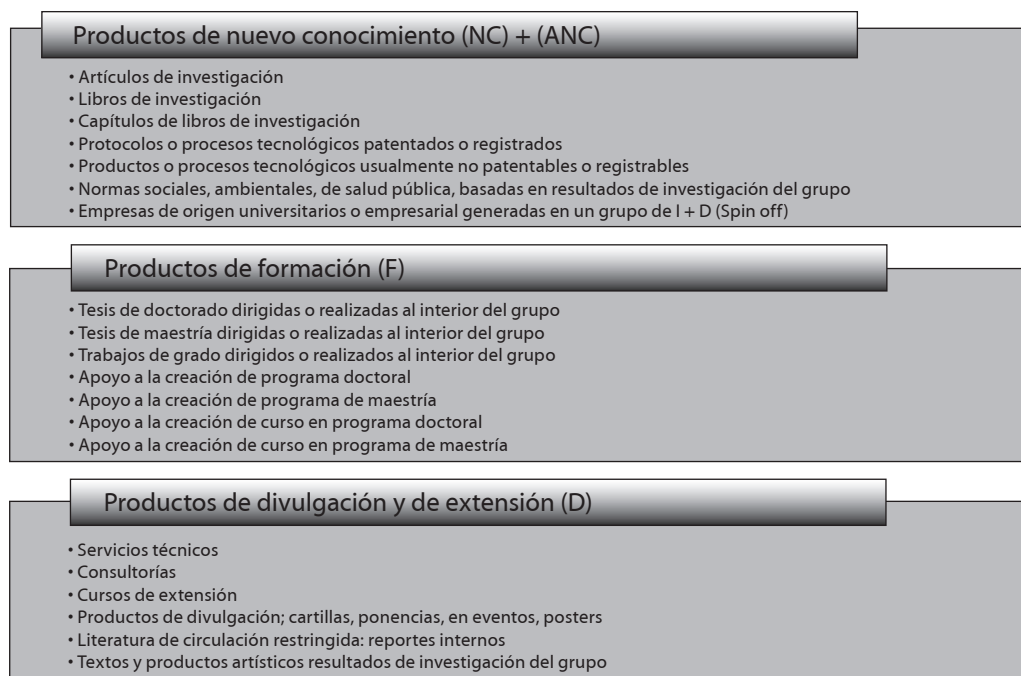 Productos de nuevo conocimiento (NC) + (ANC)
• Artículos de investigación
• Libros de investigación
• Capítulos de libros de investigación
• Protocolos o procesos tecnológicos patentados o registrados
• Productos o procesos tecnológicos usualmente no patentables o registrables
• Normas sociales, ambientales, de salud pública, basadas en resultados de investigación del grupo
• Empresas de origen universitarios o empresarial generadas en un grupo de I + D (Spin off)
Productos de formación (F)
• Tesis de doctorado dirigidas o realizadas al interior del grupo
• Tesis de maestría dirigidas o realizadas al interior del grupo
• Trabajos de grado dirigidos o realizados al interior del grupo
• Apoyo a la creación de programa doctoral
• Apoyo a la creación de programa de maestría
• Apoyo a la creación de curso en programa doctoral
• Apoyo a la creación de curso en programa de maestría
Productos de divulgación y de extensión (D)
• Servicios técnicos
• Consultorías
• Cursos de extensión
• Productos de divulgación; cartillas, ponencias, en eventos, posters
• Literatura de circulación restringida: reportes internos
• Textos y productos artísticos resultados de investigación del grupo